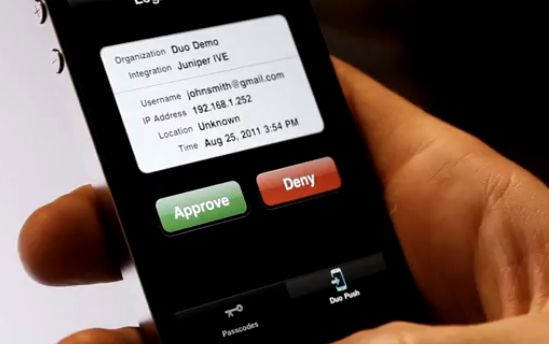 Organization Duo Demo
Integration Juniper IVE
Username johnsmith@gmail.com
IP Address 192.168.1.252
Location Unknown
Time Aug 25, 2011 3:54 PM
Approve
Deny
Passcodes
Duo Push